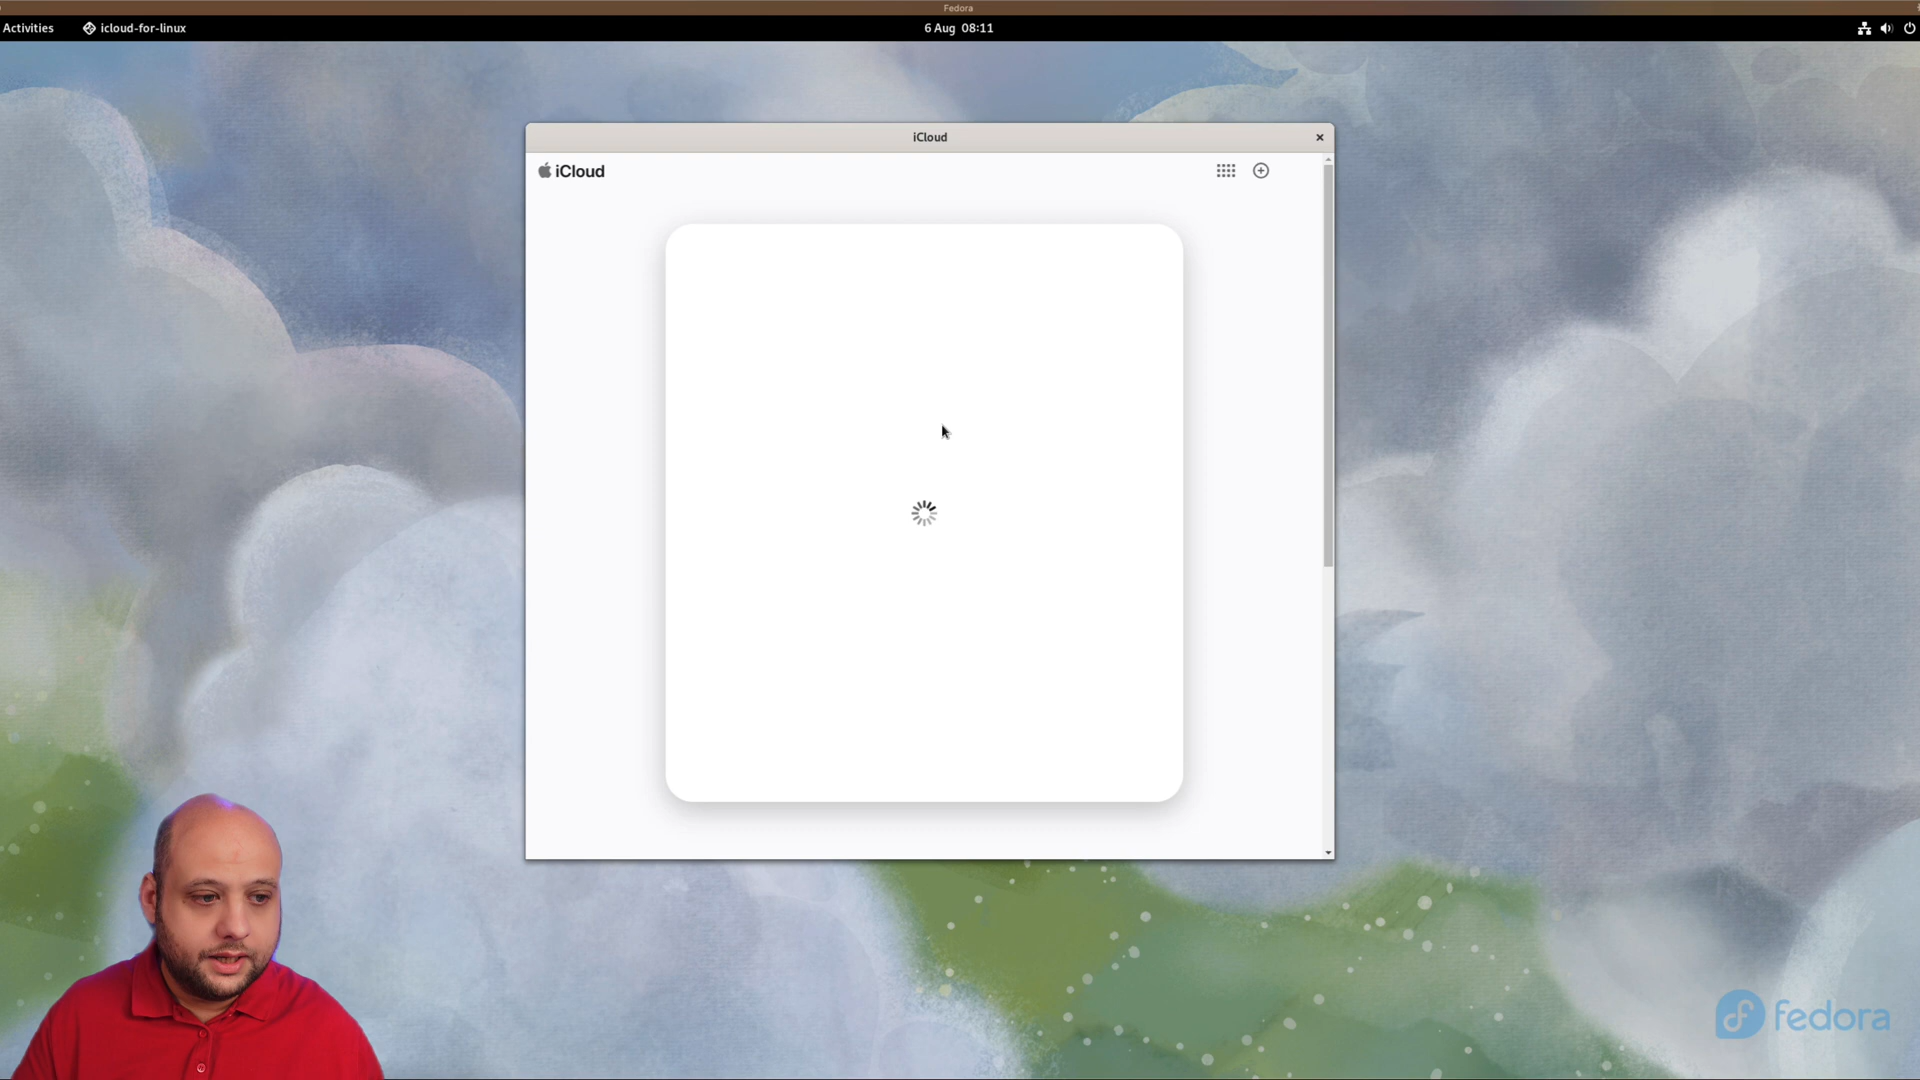 Fedora
Activities
icloud-for-linux
6 Aug 08:11
iCloud
iCloud
fedora